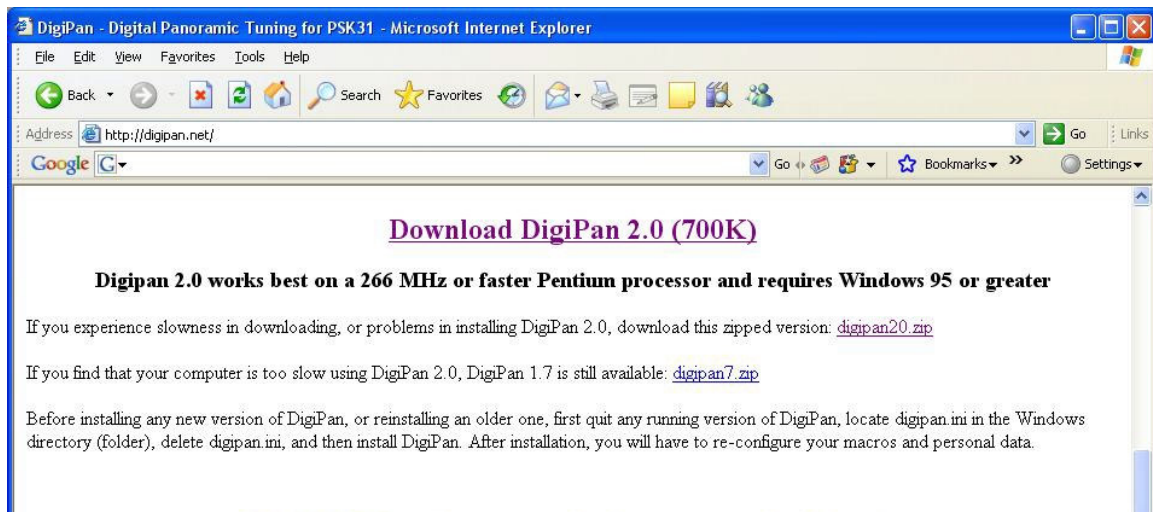 DigiPan - Digital Panoramic Tuning for PSK31 - Microsoft Internet Explorer
File Edit View Favorites Tools Help
Back Search Favorites
Address http://digipan.net/ Go Links
Google G Go Bookmarks Settings
Download DigiPan 2.0 (700K)
Digipan 2.0 works best on a 266 MHz or faster Pentium processor and requires Windows 95 or greater
If you experience slowness in downloading, or problems in installing DigiPan 2.0, download this zipped version: digipan20.zip
If you find that your computer is too slow using DigiPan 2.0, DigiPan 1.7 is still available: digipan7.zip
Before installing any new version of DigiPan, or reinstalling an older one, first quit any running version of DigiPan, locate digipan.ini in the Windows
directory (folder), delete digipan.ini, and then install DigiPan. After installation, you will have to re-configure your macros and personal data.